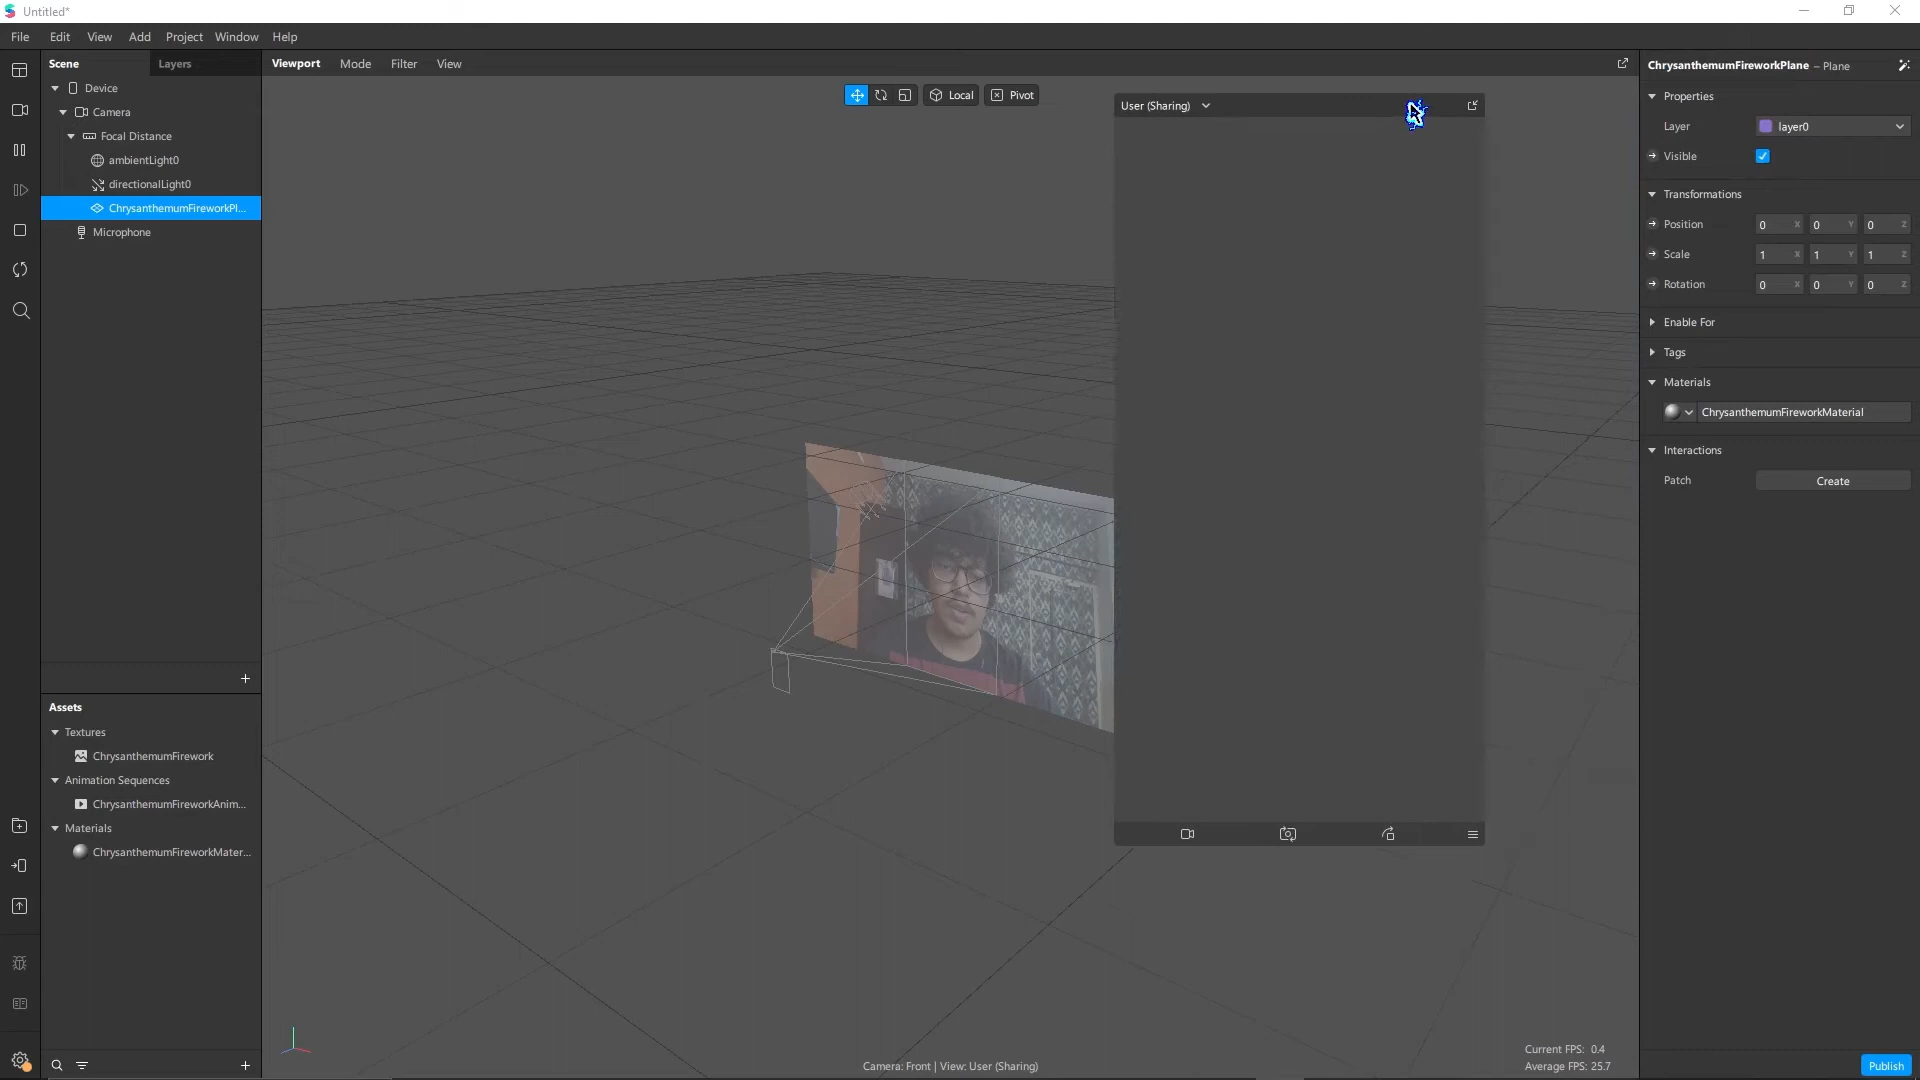 Untitled*
File Edit View Add Project Window Help
Scene Layers
Device
Camera
Focal Distance
ambientLight0
directionalLight0
ChrysanthemumFireworkPl...
Microphone
Assets
Textures
ChrysanthemumFirework
Animation Sequences
ChrysanthemumFireworkAnim...
Materials
ChrysanthemumFireworkMater...
Viewport Mode Filter View
Local Pivot
User (Sharing)
Camera: Front | View: User (Sharing)
Current FPS: 0.4
Average FPS: 25.7
ChrysanthemumFireworkPlane – Plane
Properties
Layer layer0
Visible
Transformations
Position 0 X 0 Y 0 Z
Scale 1 X 1 Y 1 Z
Rotation 0 X 0 Y 0 Z
Enable For
Tags
Materials
ChrysanthemumFireworkMaterial
Interactions
Patch Create
Publish